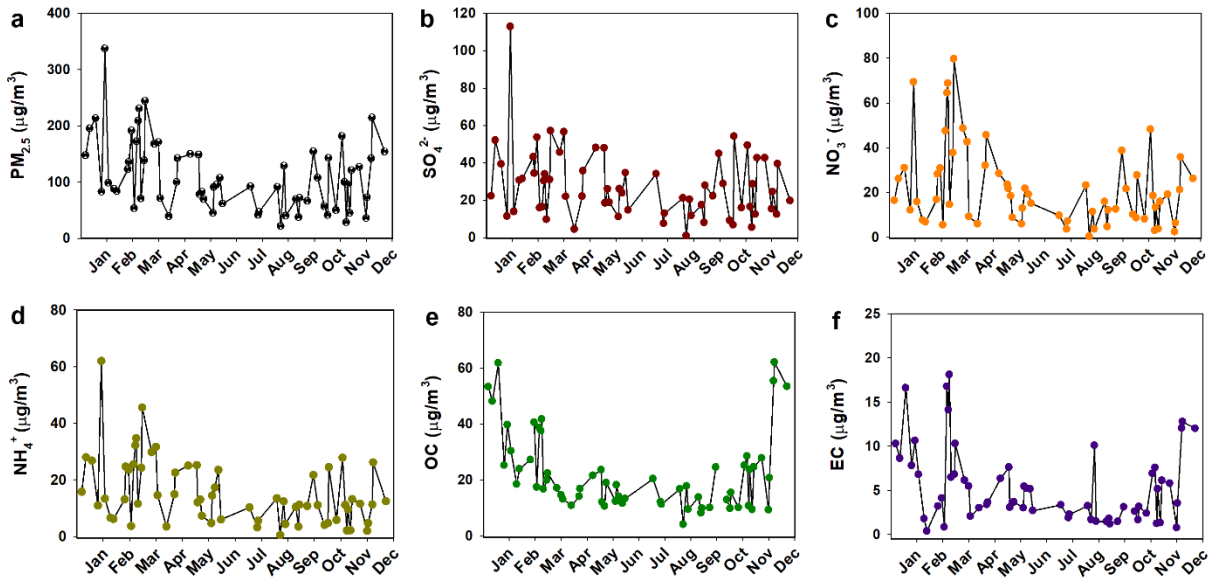 a
PM2.5 (µg/m3)
400
300
200
100
0
Jan Feb Mar Apr May Jun Jul Aug Sep Oct Nov Dec
b
SO42- (µg/m3)
120
100
80
60
40
20
0
Jan Feb Mar Apr May Jun Jul Aug Sep Oct Nov Dec
c
NO3- (µg/m3)
100
80
60
40
20
0
Jan Feb Mar Apr May Jun Jul Aug Sep Oct Nov Dec
d
NH4+ (µg/m3)
80
60
40
20
0
Jan Feb Mar Apr May Jun Jul Aug Sep Oct Nov Dec
e
OC (µg/m3)
80
60
40
20
0
Jan Feb Mar Apr May Jun Jul Aug Sep Oct Nov Dec
f
EC (µg/m3)
25
20
15
10
5
0
Jan Feb Mar Apr May Jun Jul Aug Sep Oct Nov Dec